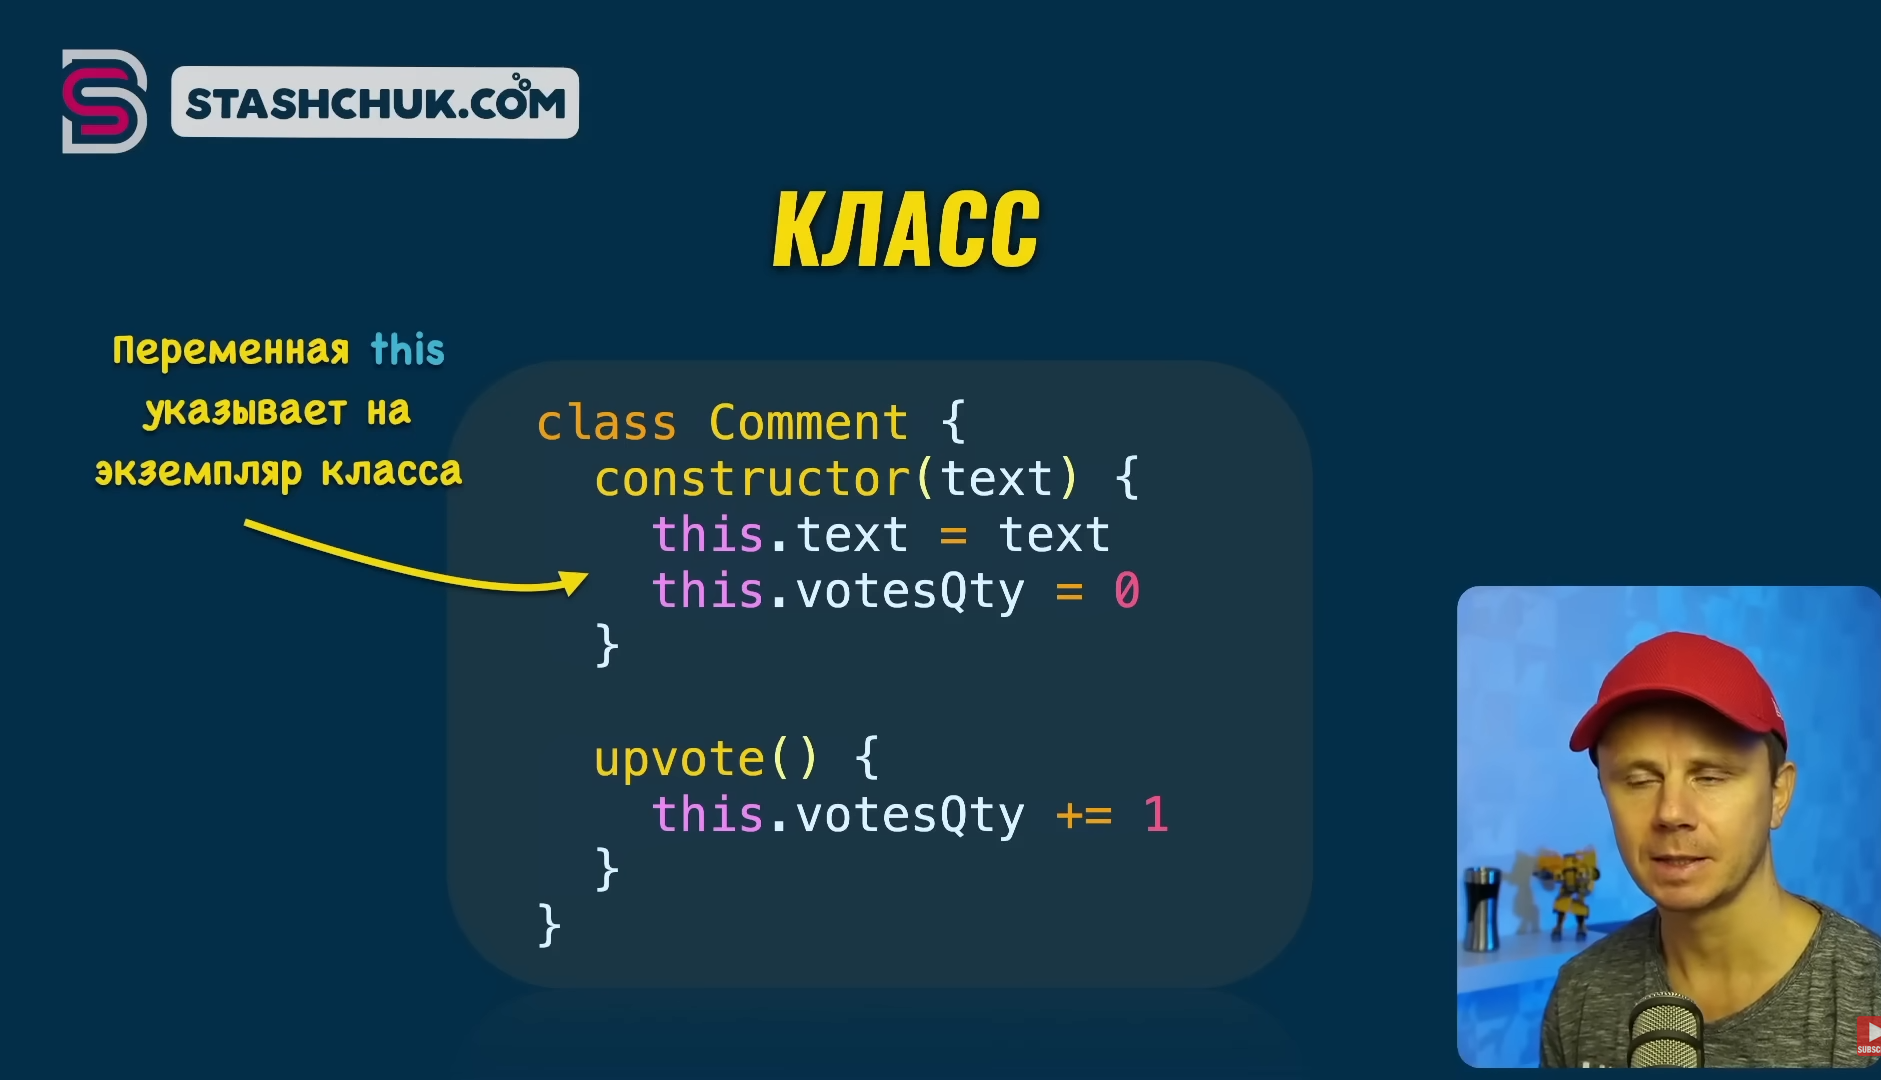 STASHCHUK.COM
КЛАСС
Переменная this
указывает на
экземпляр класса
class Comment {
  constructor(text) {
    this.text = text
    this.votesQty = 0
  }
  upvote() {
    this.votesQty += 1
  }
}